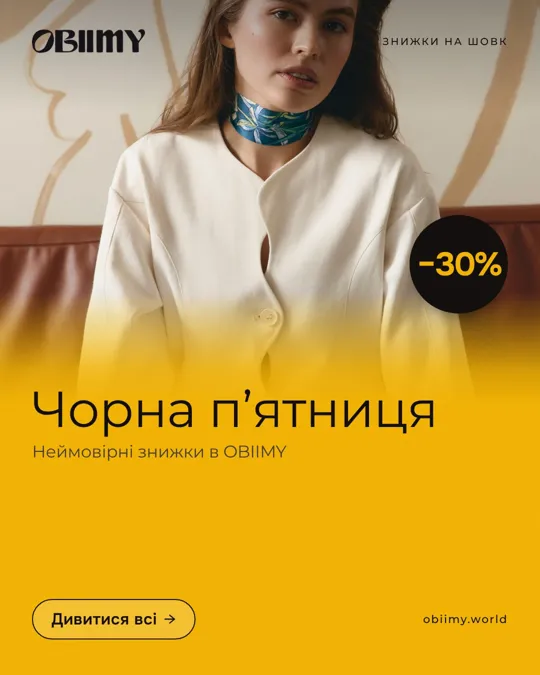 OBIIMY
ЗНИЖКИ НА ШОВК
-30%
Чорна п’ятниця
Неймовірні знижки в OBIIMY
Дивитися всі →
obiimy.world